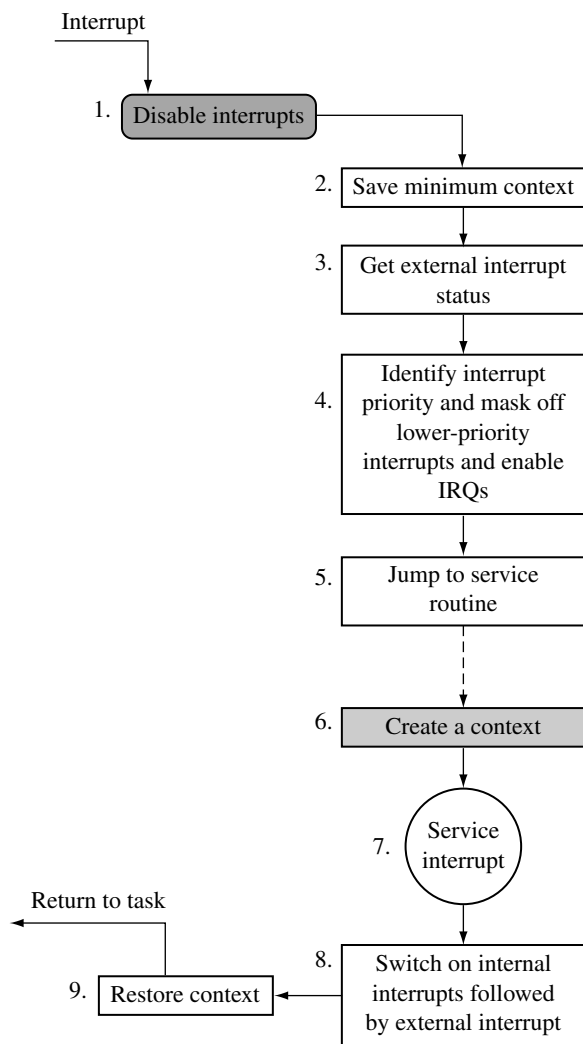 Interrupt
1. Disable interrupts
2. Save minimum context
3. Get external interrupt
status
4. Identify interrupt
priority and mask off
lower-priority
interrupts and enable
IRQs
5. Jump to service
routine
6. Create a context
7. Service
interrupt
8. Switch on internal
interrupts followed
by external interrupt
9. Restore context
Return to task